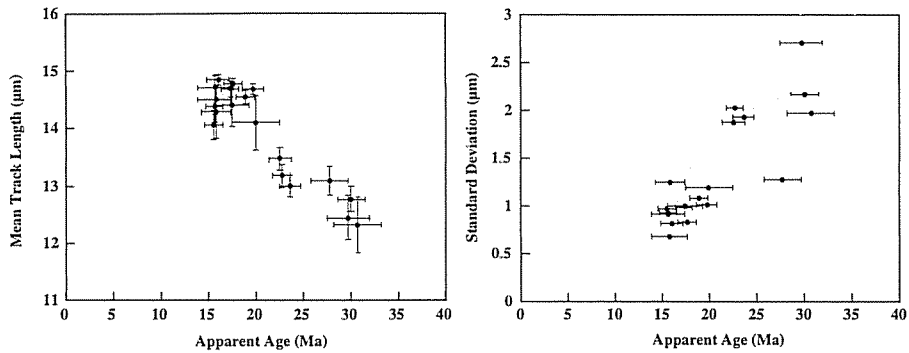 16
15
14
13
12
11
Mean Track Length (µm)
0 5 10 15 20 25 30 35 40
Apparent Age (Ma)
3
2.5
2
1.5
1
0.5
0
Standard Deviation (µm)
0 5 10 15 20 25 30 35 40
Apparent Age (Ma)